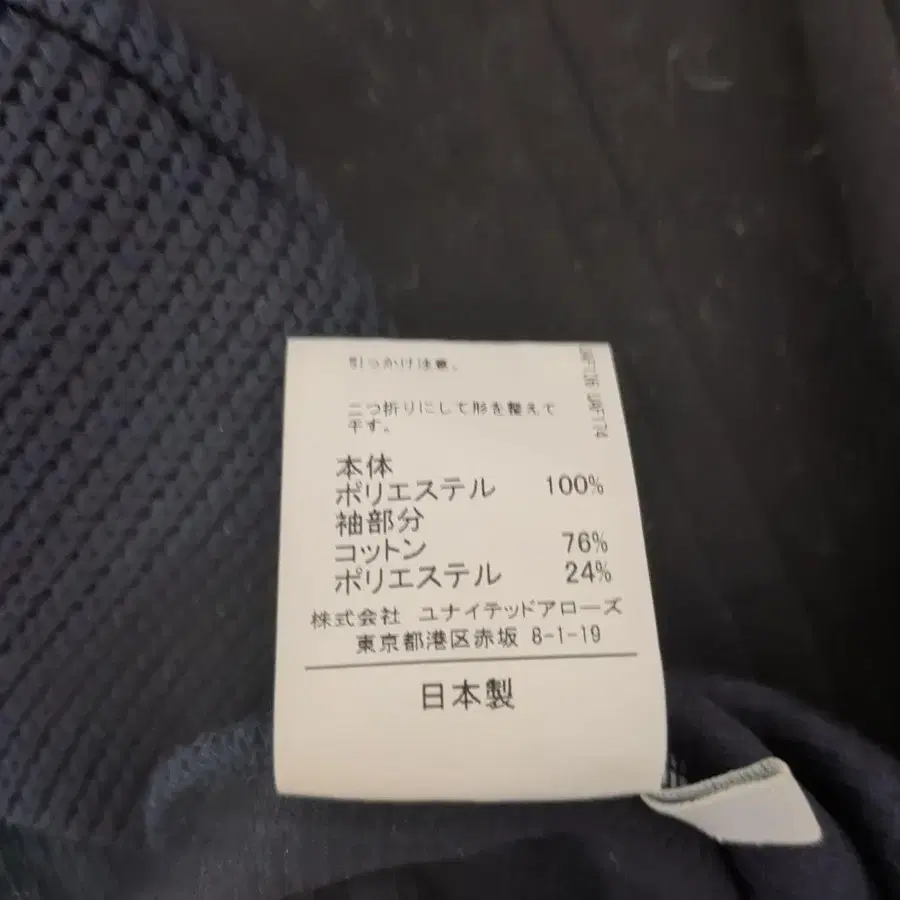 引っかけ注意。
二つ折りにして形を整えて
干す。
本体
ポリエステル 100%
袖部分
コットン 76%
ポリエステル 24%
株式会社 ユナイテッドアローズ
東京都港区赤坂 8-1-19
日本製